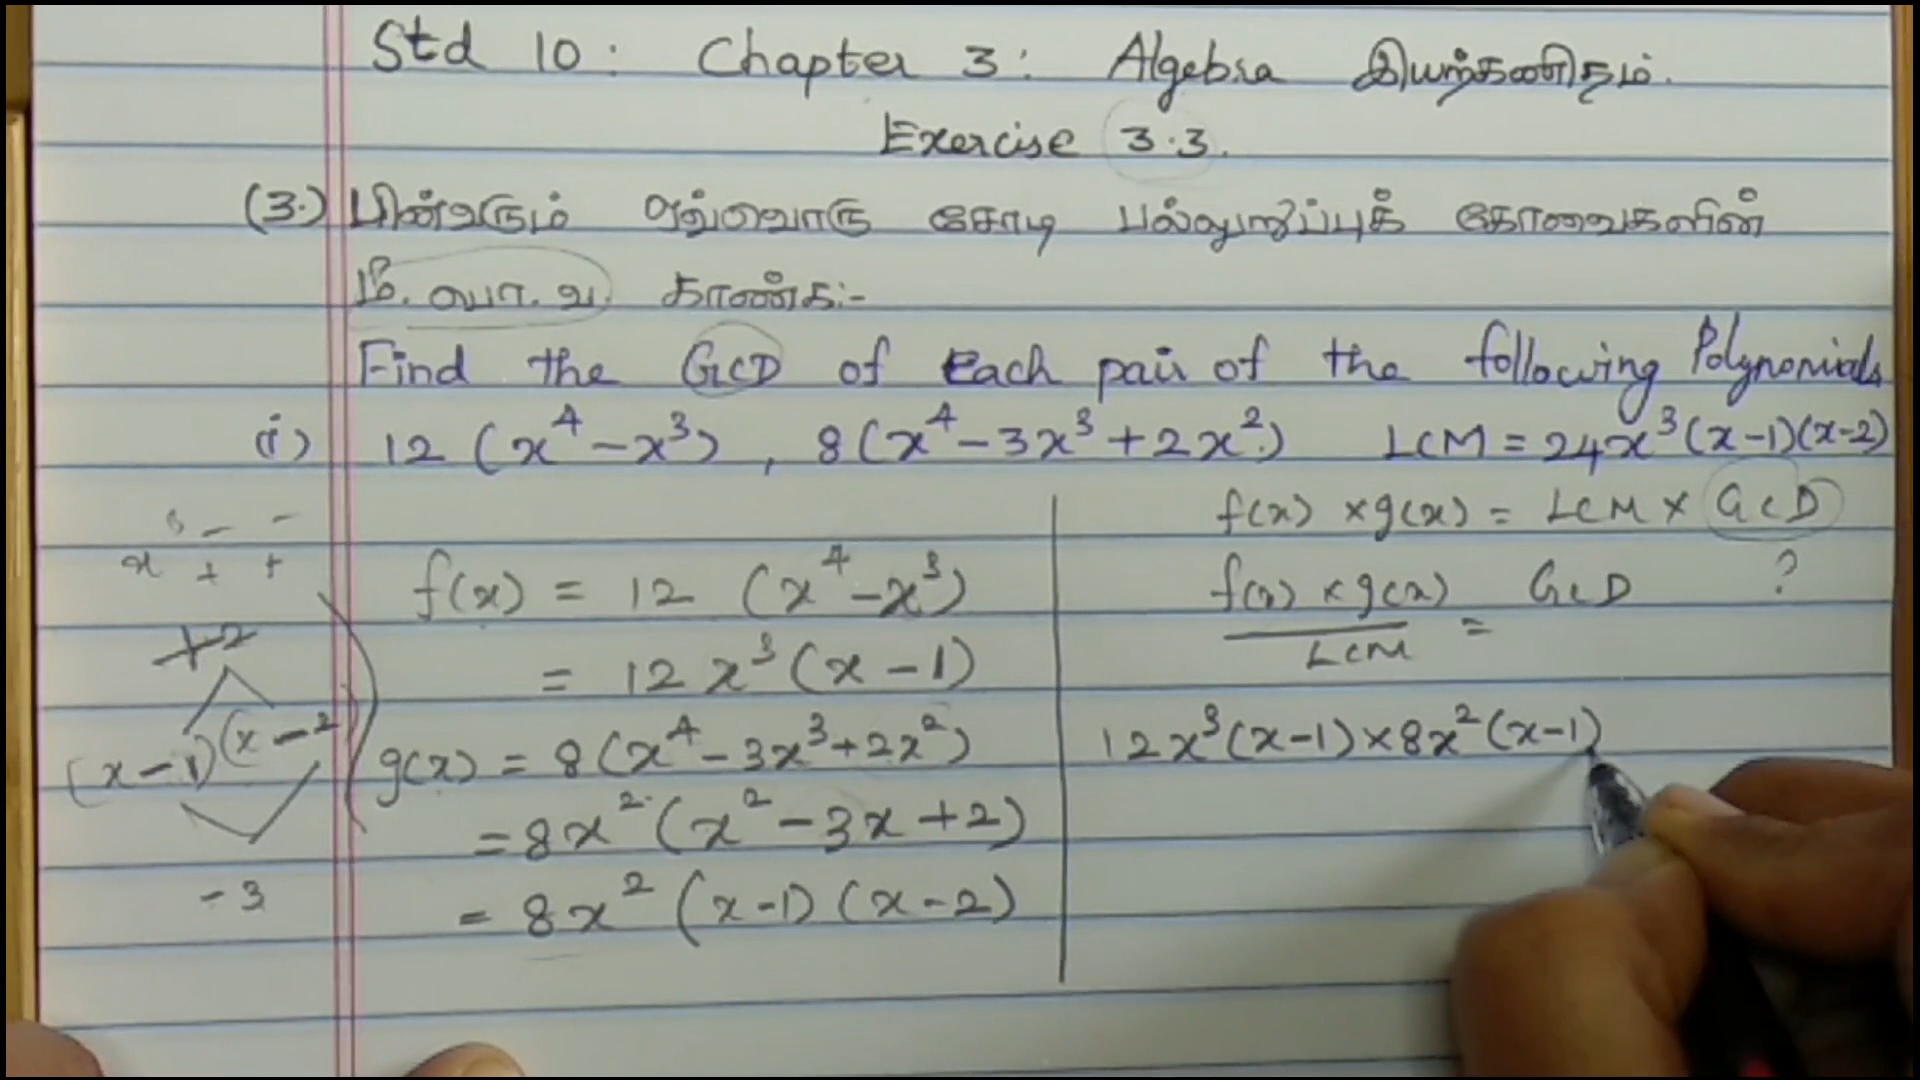 Std 10: Chapter 3: Algebra இயற்கணிதம்.
Exercise 3.3.
(3.) பின்வரும் ஒவ்வொரு சோடி பல்லுறுப்புக் கோவைகளின்
மீ.பொ.வ. காண்க:-
Find the GCD of Each pair of the following Polynomials
(i) 12 (x⁴ - x³), 8(x⁴ - 3x³ + 2x²) LCM = 24x³(x-1)(x-2)
f(x) = 12 (x⁴ - x³)
= 12 x³ (x - 1)
g(x) = 8(x⁴ - 3x³ + 2x²)
= 8x² (x² - 3x + 2)
= 8x² (x-1) (x-2)
+2
(x-1) (x-2)
-3
f(x) × g(x) = LCM × GCD
f(x) × g(x) / LCM = GCD ?
12x³(x-1) × 8x²(x-1)